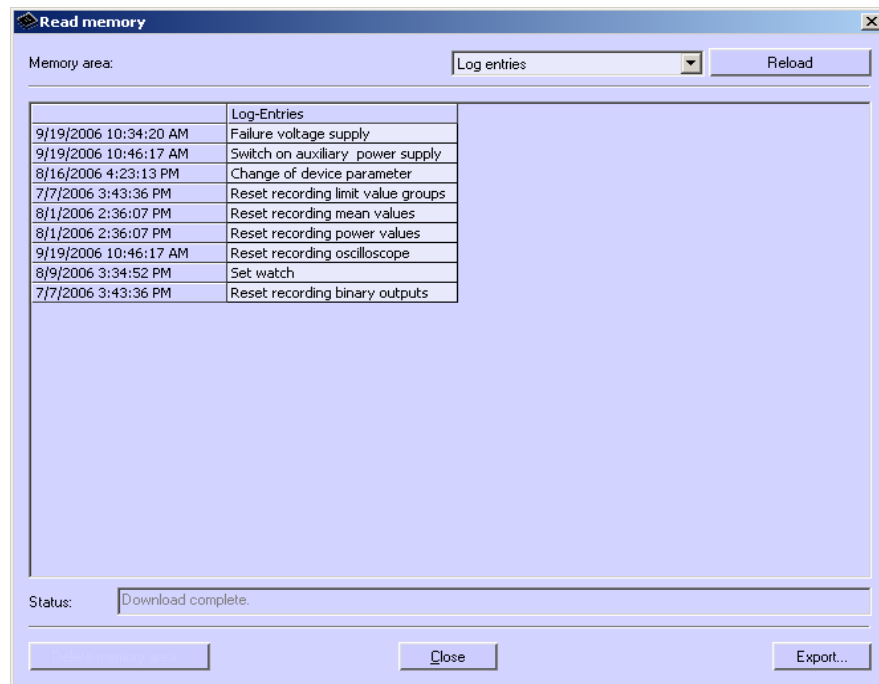 Read memory
Memory area: Log entries Reload
Log-Entries
9/19/2006 10:34:20 AM Failure voltage supply
9/19/2006 10:46:17 AM Switch on auxiliary power supply
8/16/2006 4:23:13 PM Change of device parameter
7/7/2006 3:43:36 PM Reset recording limit value groups
8/1/2006 2:36:07 PM Reset recording mean values
8/1/2006 2:36:07 PM Reset recording power values
9/19/2006 10:46:17 AM Reset recording oscilloscope
8/9/2006 3:34:52 PM Set watch
7/7/2006 3:43:36 PM Reset recording binary outputs
Status: Download complete.
Close Export...